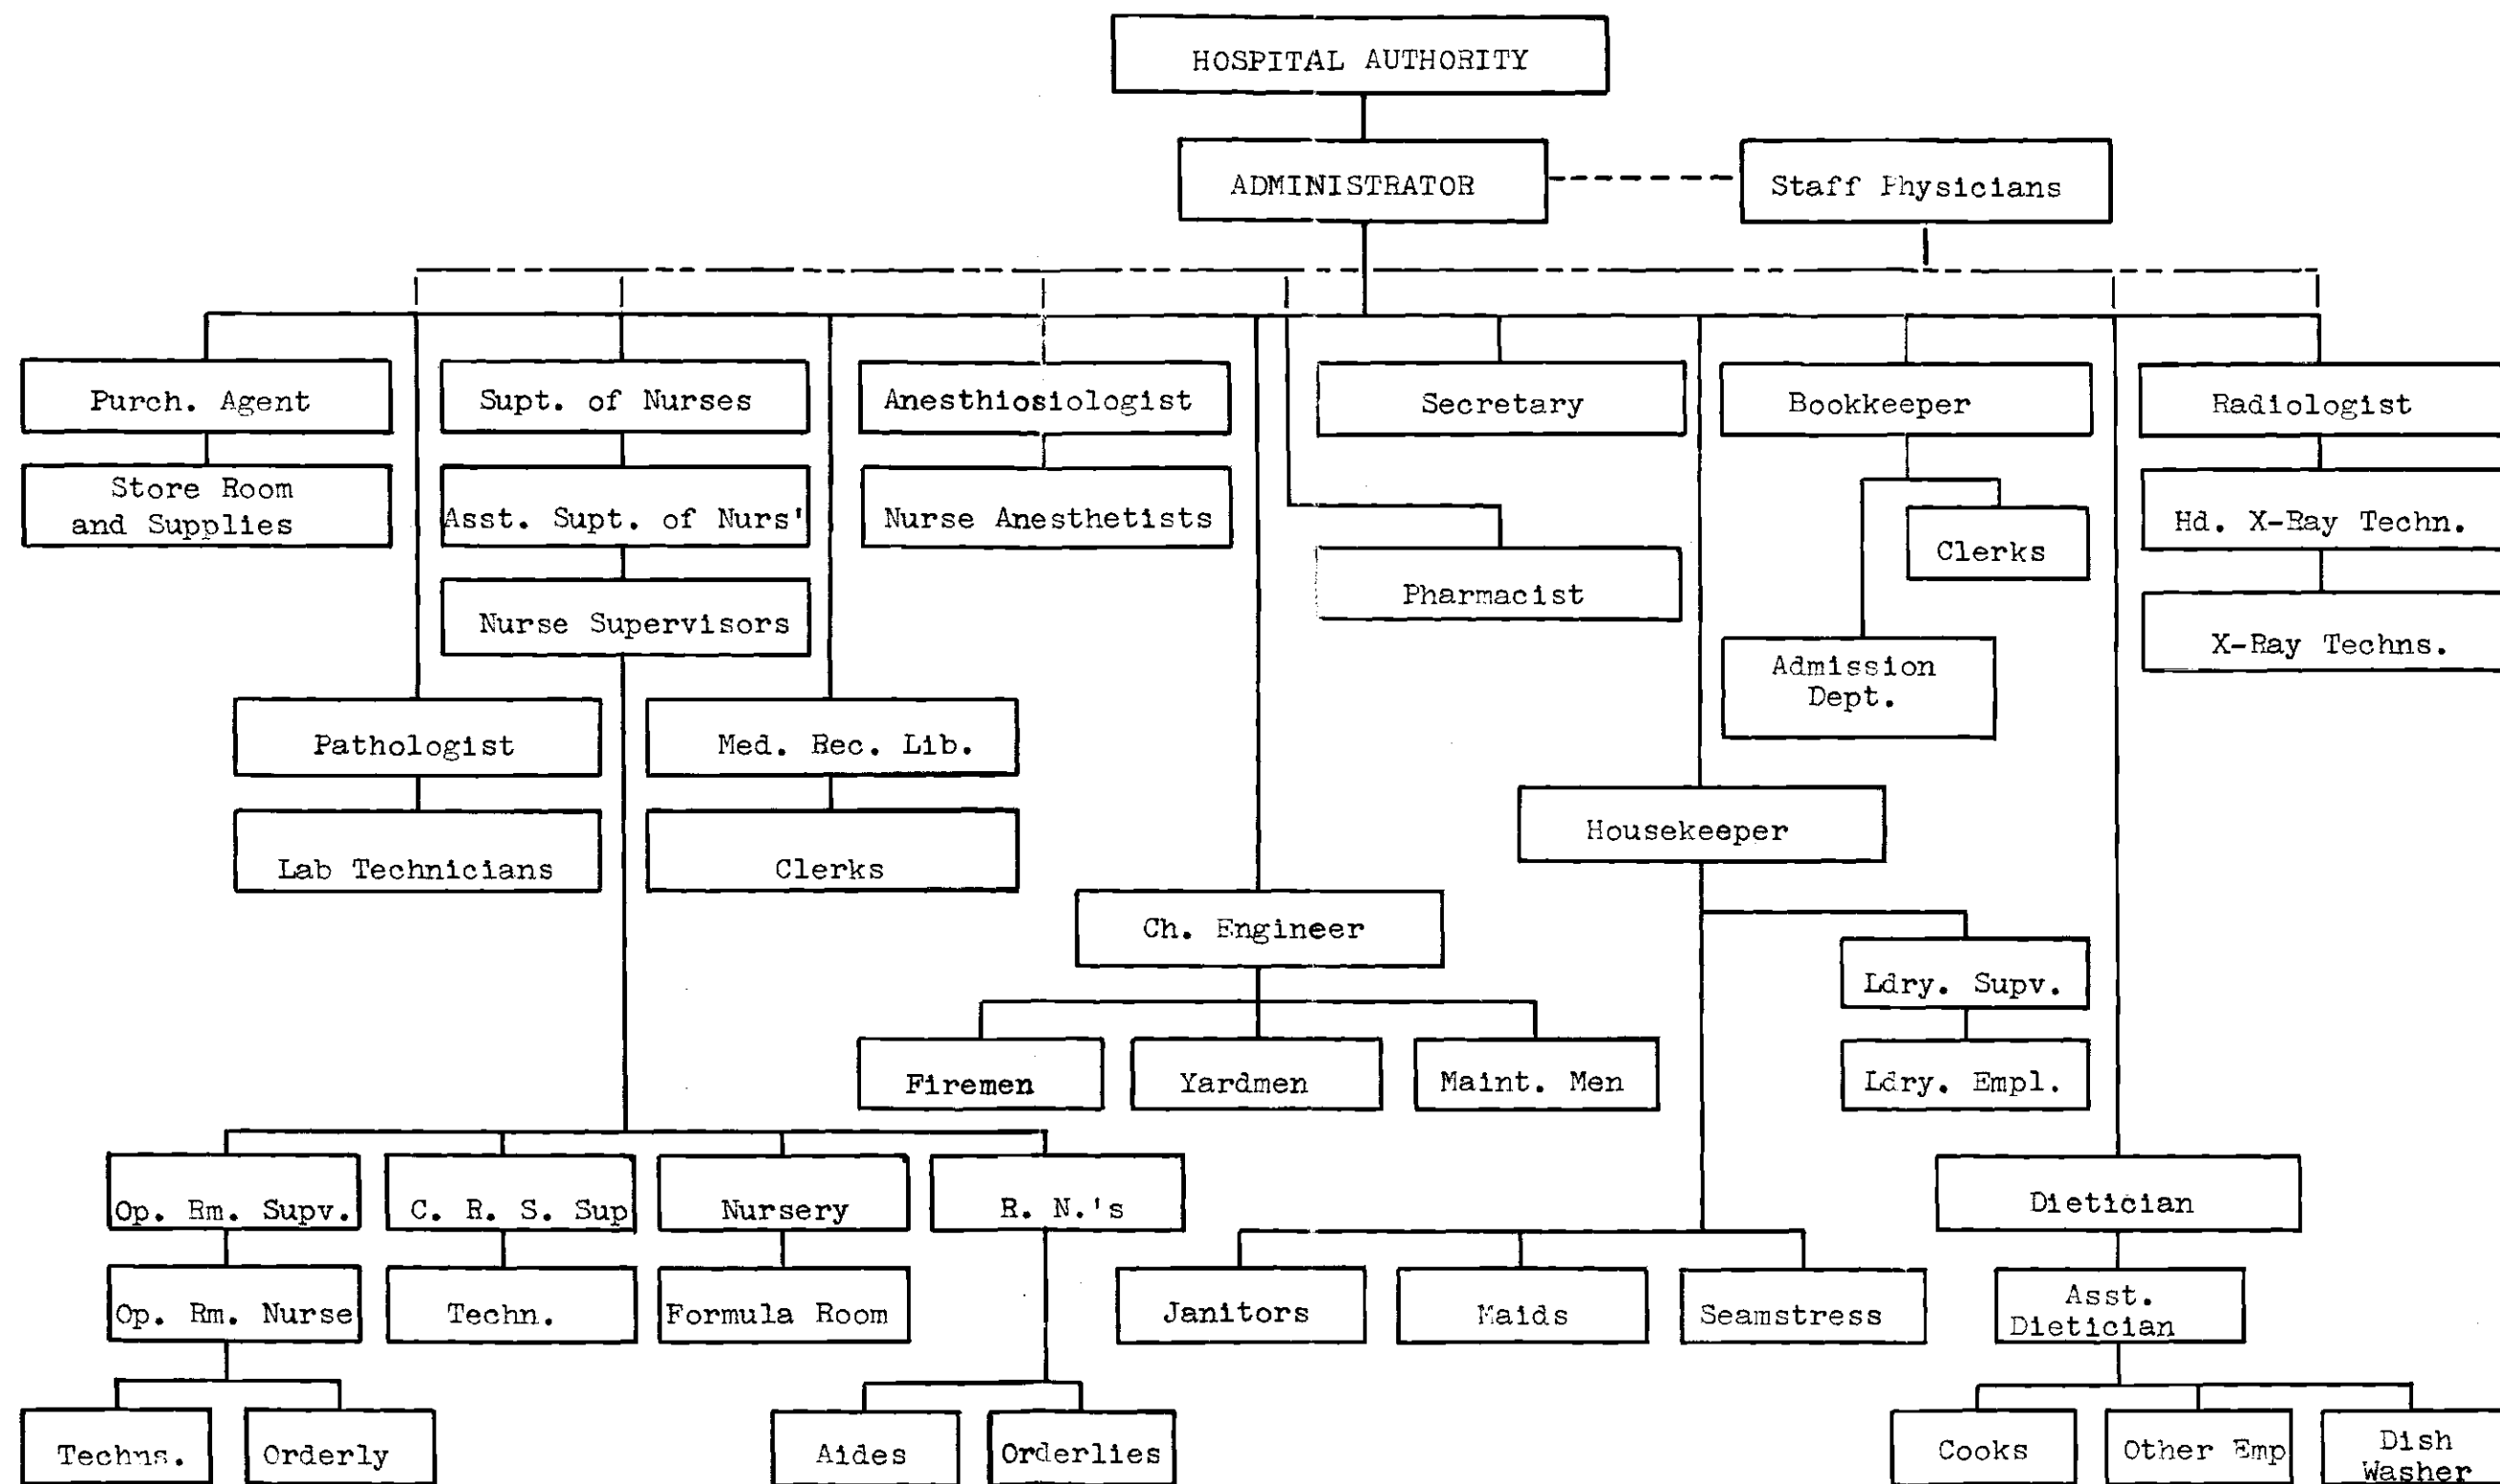 HOSPITAL AUTHORITY
ADMINISTRATOR
Staff Physicians
Purch. Agent
Supt. of Nurses
Anesthiosiologist
Secretary
Bookkeeper
Radiologist
Store Room
and Supplies
Asst. Supt. of Nurs'
Nurse Anesthetists
Clerks
Hd. X-Ray Techn.
Nurse Supervisors
Pharmacist
X-Ray Techns.
Admission
Dept.
Pathologist
Med. Rec. Lib.
Housekeeper
Lab Technicians
Clerks
Ch. Engineer
Ldry. Supv.
Firemen
Yardmen
Maint. Men
Ldry. Empl.
Op. Rm. Supv.
C. R. S. Sup
Nursery
R. N.'s
Dietician
Op. Rm. Nurse
Techn.
Formula Room
Janitors
Maids
Seamstress
Asst.
Dietician
Techns.
Orderly
Aides
Orderlies
Cooks
Other Emp
Dish
Washer